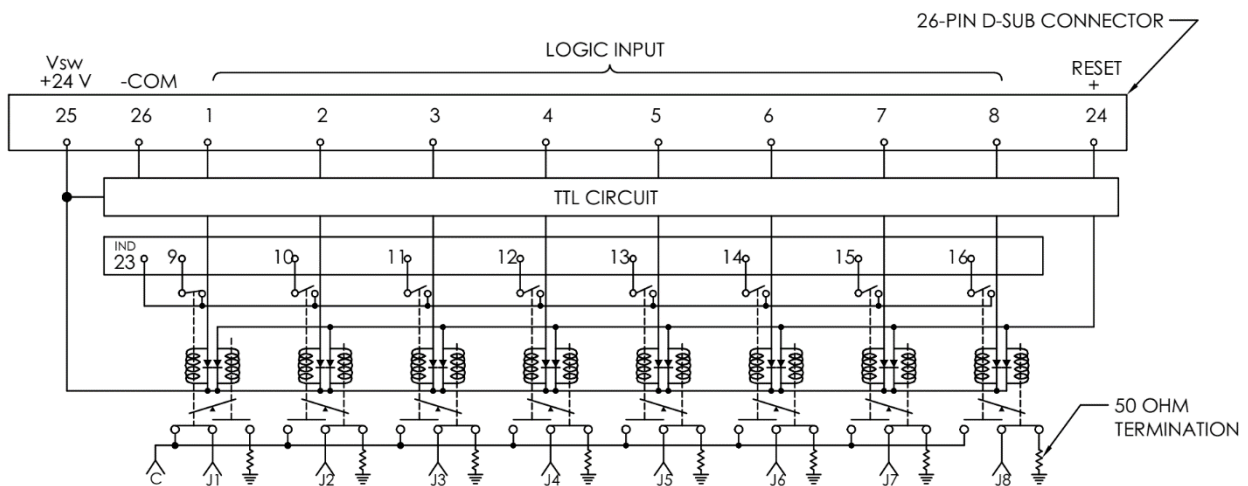 26-PIN D-SUB CONNECTOR
LOGIC INPUT
VSW
+24 V
-COM
RESET
+
25 26 1 2 3 4 5 6 7 8 24
TTL CIRCUIT
IND
23 9 10 11 12 13 14 15 16
50 OHM
TERMINATION
C J1 J2 J3 J4 J5 J6 J7 J8